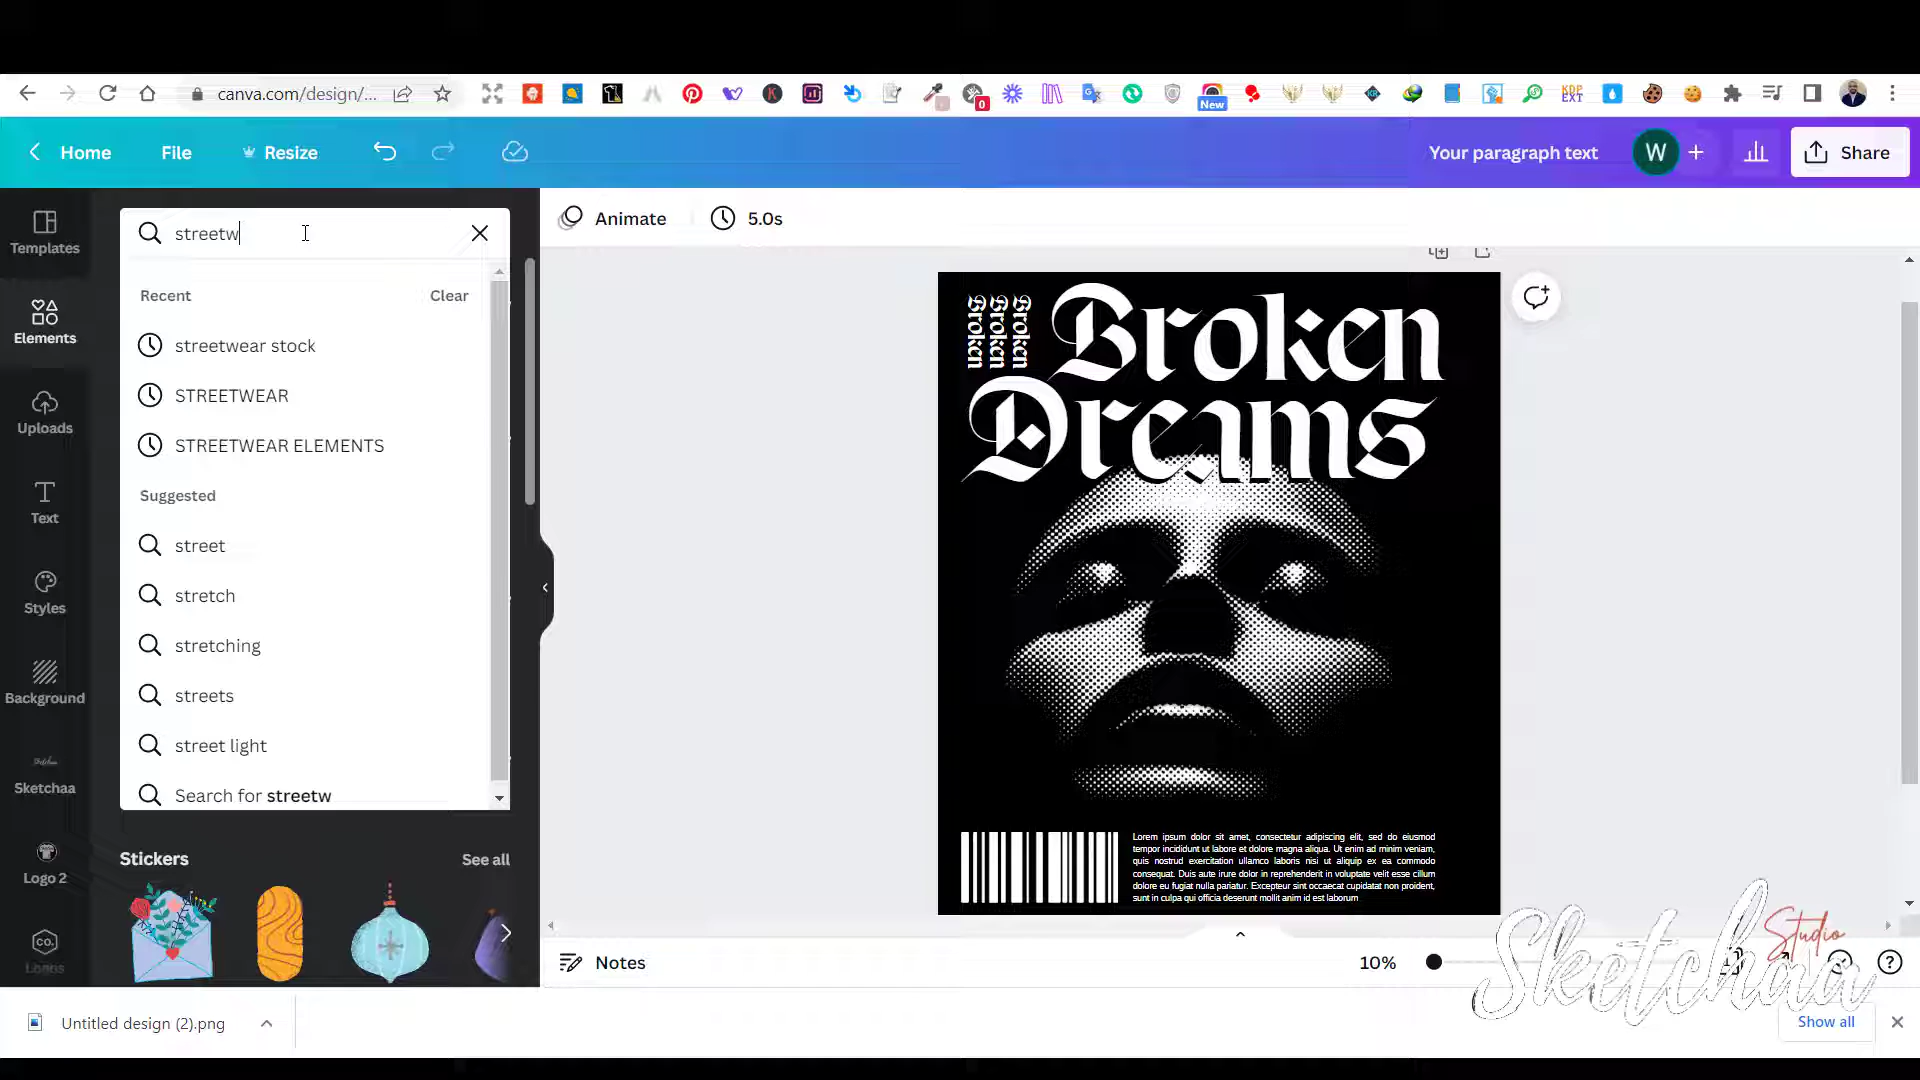 canva.com/design/...
0
New
Home
File
Resize
Your paragraph text
W
+
Share
Templates
Elements
Uploads
Text
Styles
Background
Sketchaa
Logo 2
co.
Logos
streetw
Recent
Clear
streetwear stock
STREETWEAR
STREETWEAR ELEMENTS
Suggested
street
stretch
stretching
streets
street light
Search for streetw
Stickers
See all
Animate
5.0s
Broken
Broken
Broken
Broken
Dreams
Lorem ipsum dolor sit amet, consectetur adipiscing elit, sed do eiusmod
tempor incididunt ut labore et dolore magna aliqua. Ut enim ad minim veniam,
quis nostrud exercitation ullamco laboris nisi ut aliquip ex ea commodo
consequat. Duis aute irure dolor in reprehenderit in voluptate velit esse cillum
dolore eu fugiat nulla pariatur. Excepteur sint occaecat cupidatat non proident,
sunt in culpa qui officia deserunt mollit anim id est laborum
Notes
10%
Sketchaa
Studio
Untitled design (2).png
Show all